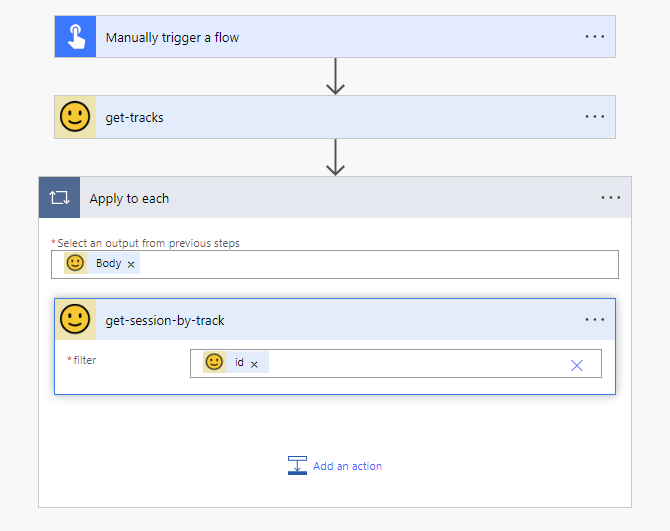 Manually trigger a flow
get-tracks
Apply to each
*Select an output from previous steps
Body ×
get-session-by-track
*filter
id ×
Add an action